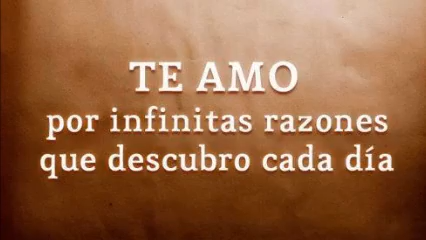 TE AMO
por infinitas razones
que descubro cada día